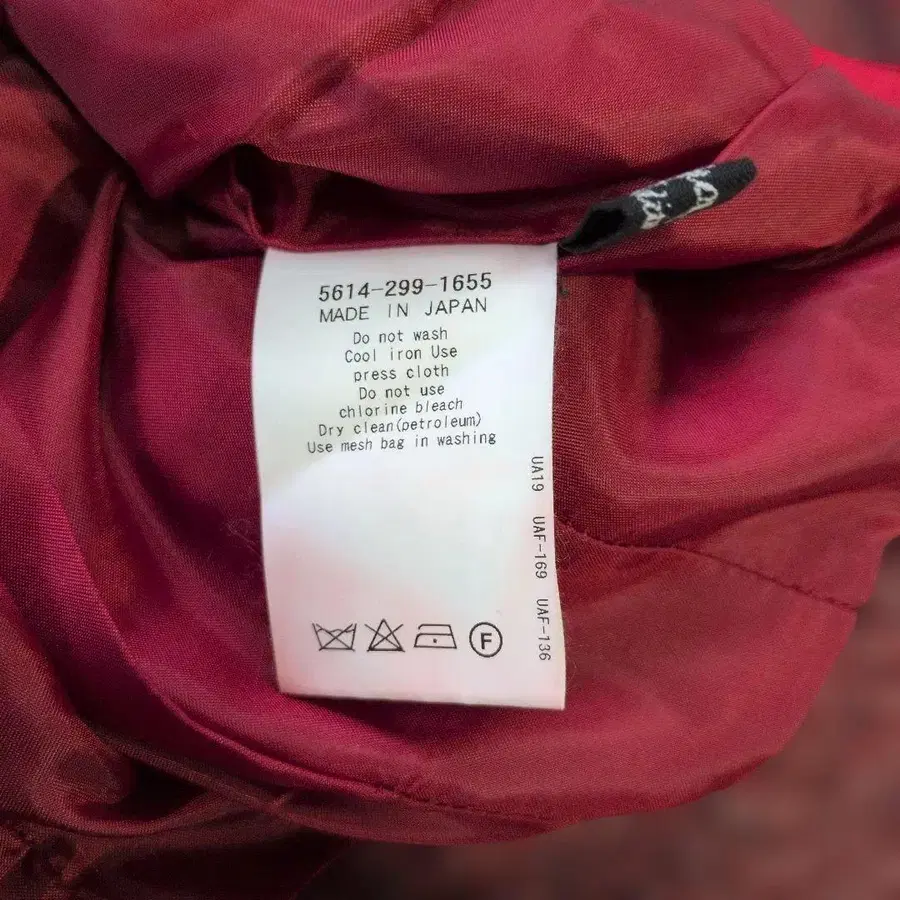 5614-299-1655
MADE IN JAPAN
Do not wash
Cool iron Use
press cloth
Do not use
chlorine bleach
Dry clean(petroleum)
Use mesh bag in washing
UA19 UAF-169 UAF-136
F